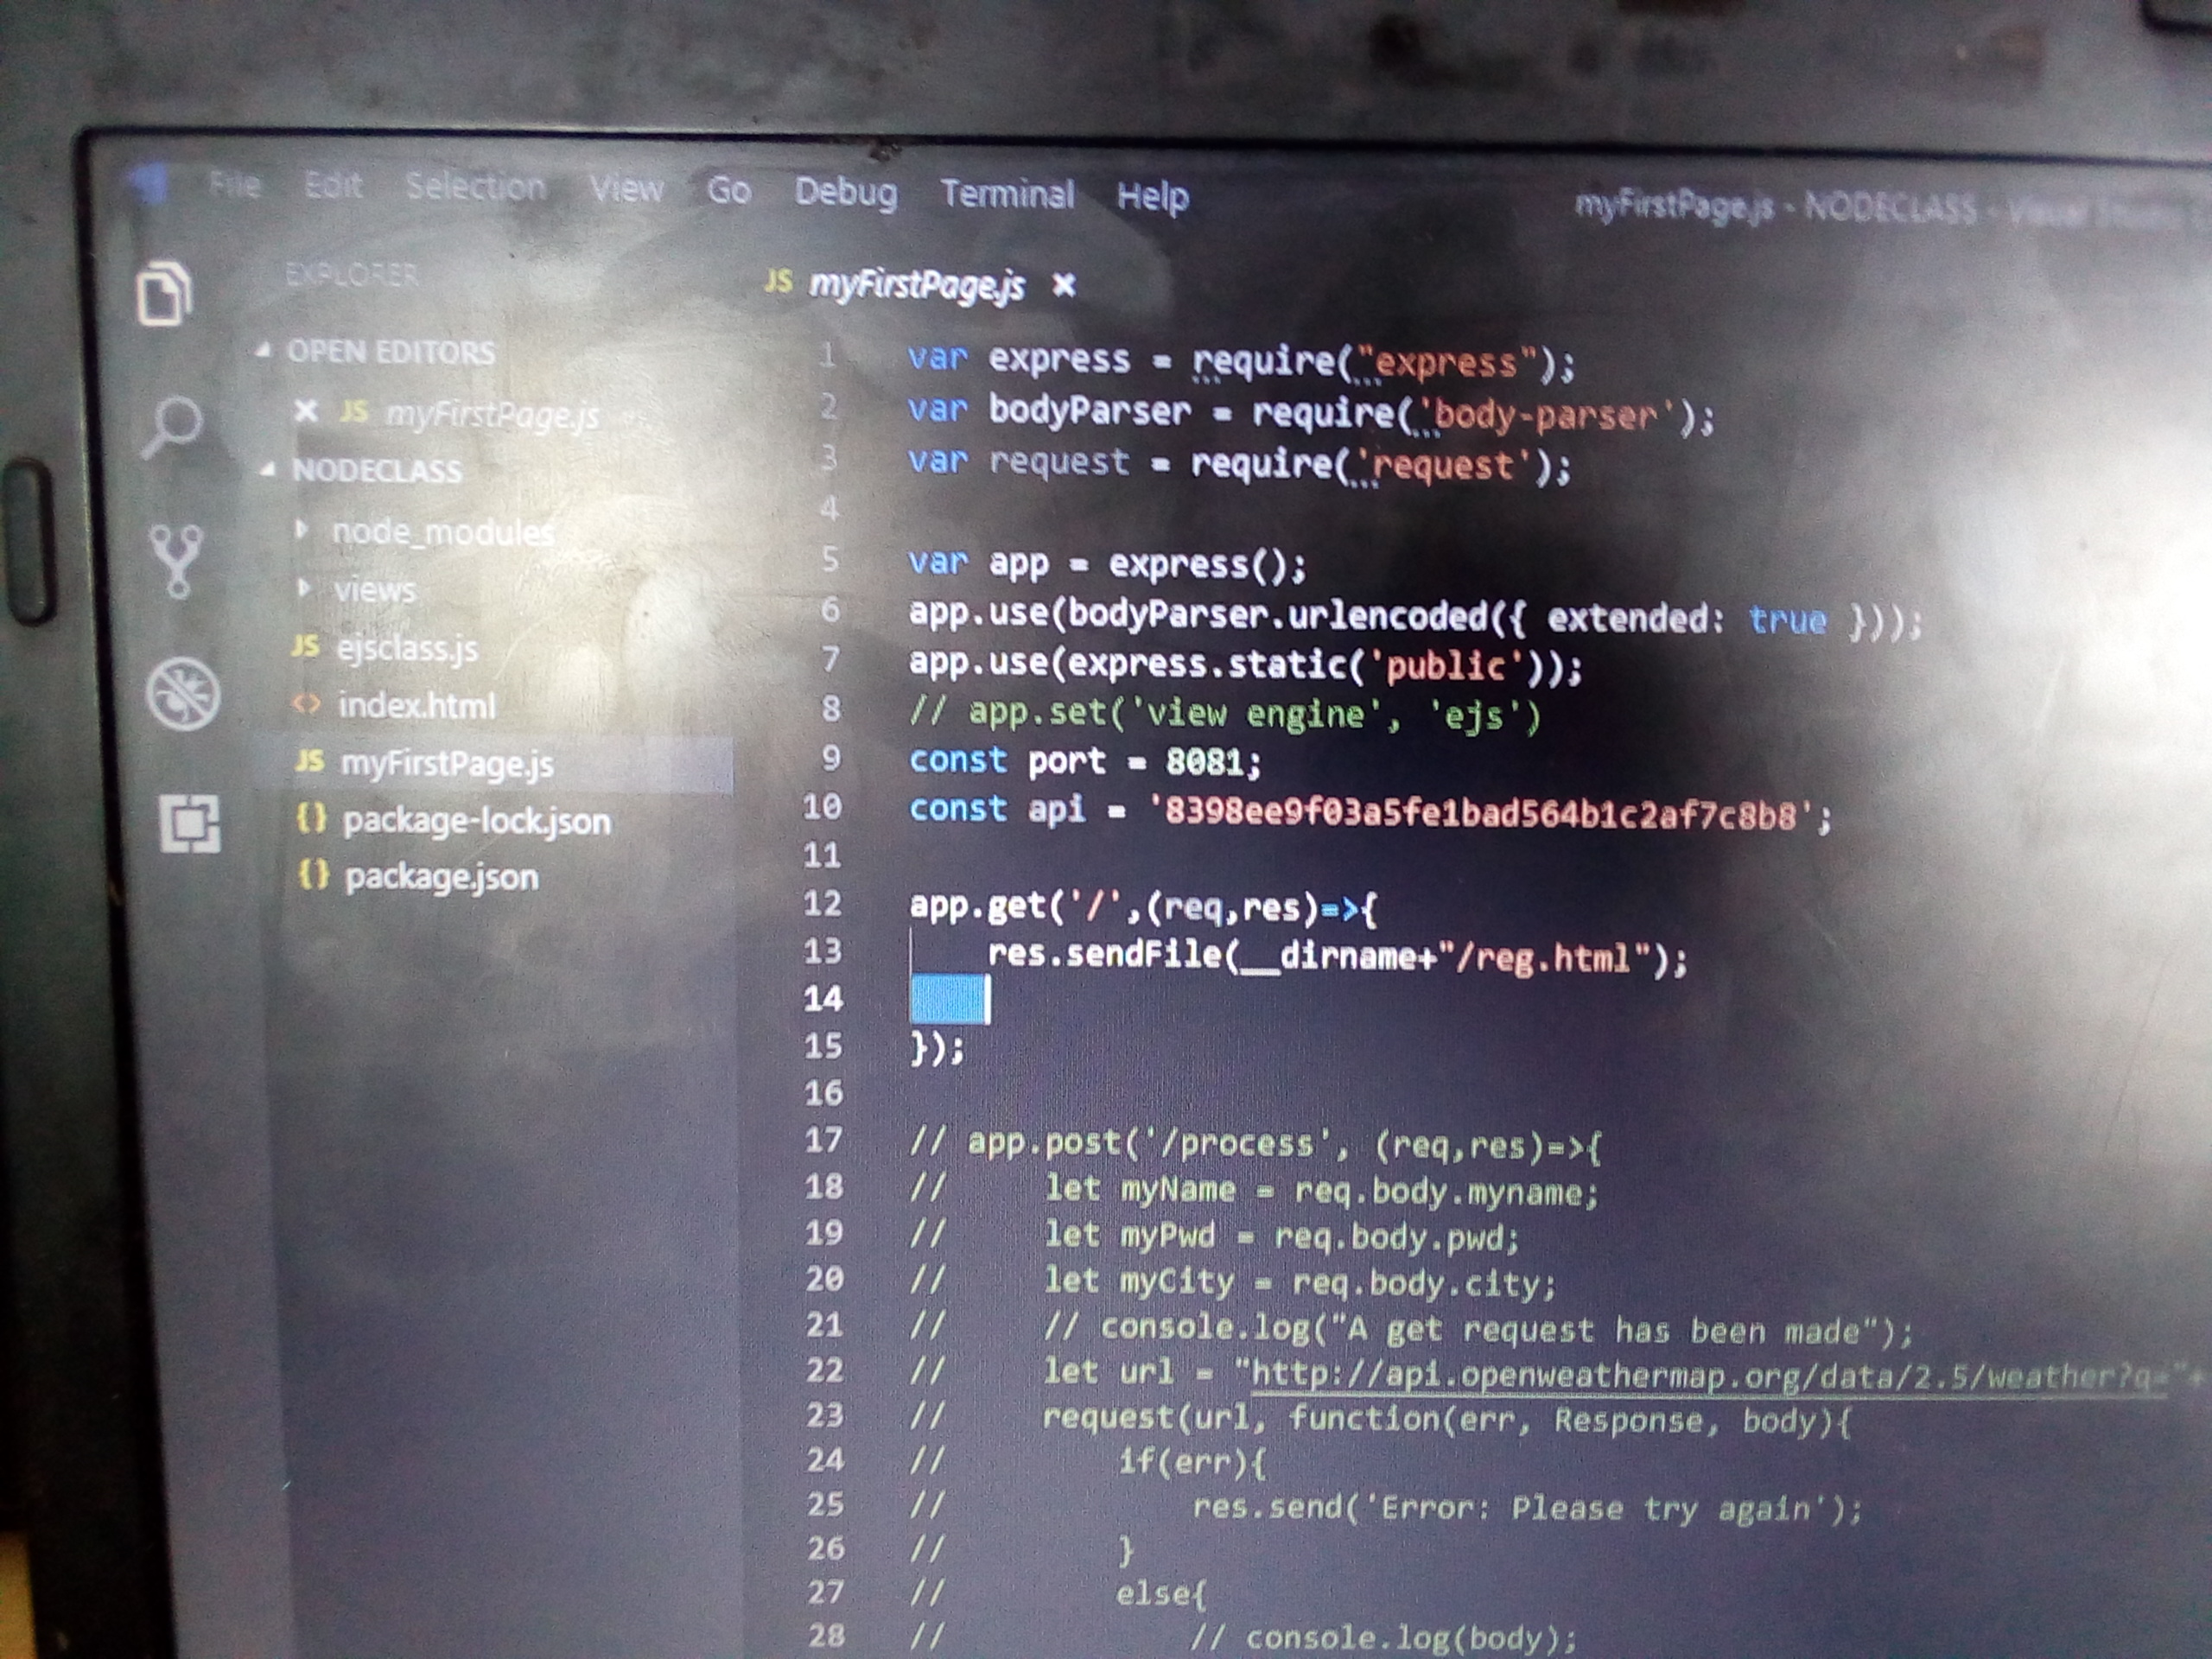 File Edit Selection View Go Debug Terminal Help
myFirstPage.js - NODECLASS - Visual Studio
EXPLORER
OPEN EDITORS
JS myFirstPage.js
NODECLASS
node_modules
views
JS ejsclass.js
<> index.html
JS myFirstPage.js
{} package-lock.json
{} package.json
JS myFirstPage.js ×
1 var express = require("express");
2 var bodyParser = require('body-parser');
3 var request = require('request');
4
5 var app = express();
6 app.use(bodyParser.urlencoded({ extended: true }));
7 app.use(express.static('public'));
8 // app.set('view engine', 'ejs')
9 const port = 8081;
10 const api = '8398ee9f03a5fe1bad564b1c2af7c8b8';
11
12 app.get('/',(req,res)=>{
13 res.sendFile(__dirname+"/reg.html");
14
15 });
16
17 // app.post('/process', (req,res)=>{
18 // let myName = req.body.myname;
19 // let myPwd = req.body.pwd;
20 // let myCity = req.body.city;
21 // // console.log("A get request has been made");
22 // let url = "http://api.openweathermap.org/data/2.5/weather?q="+
23 // request(url, function(err, Response, body){
24 // if(err){
25 // res.send('Error: Please try again');
26 // }
27 // else{
28 // // console.log(body);